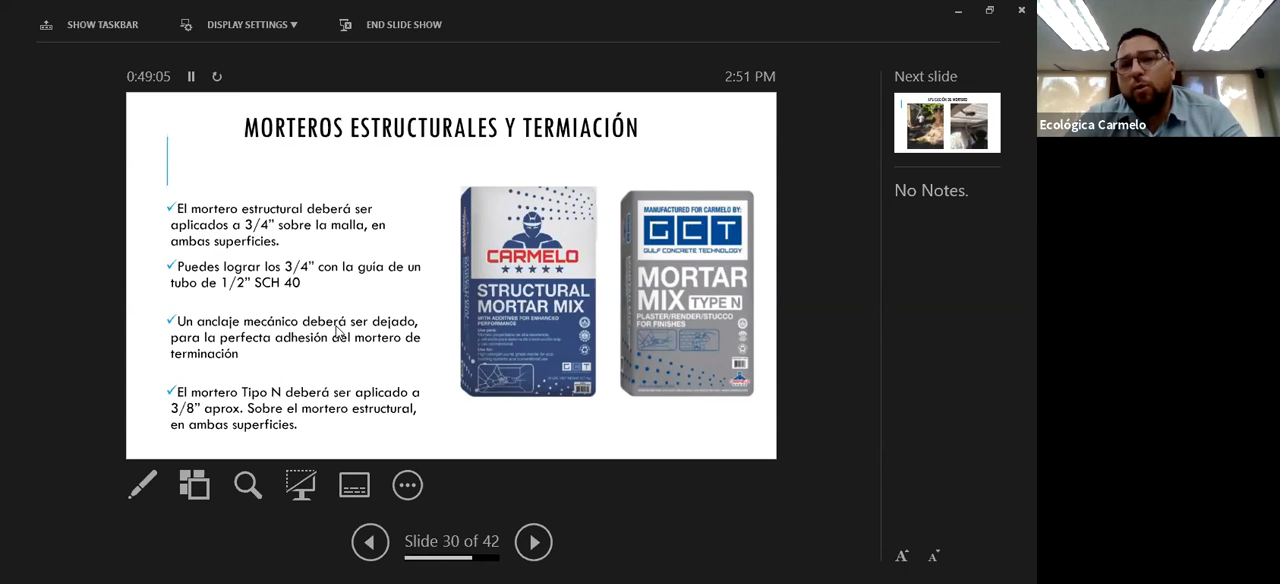 SHOW TASKBAR
DISPLAY SETTINGS ▼
END SLIDE SHOW
0:49:05
2:51 PM
Next slide
MORTEROS ESTRUCTURALES Y TERMIACIÓN
✓El mortero estructural deberá ser
aplicados a 3/4” sobre la malla, en
ambas superficies.
✓Puedes lograr los 3/4” con la guía de un
tubo de 1/2” SCH 40
✓Un anclaje mecánico deberá ser dejado,
para la perfecta adhesión del mortero de
terminación
✓El mortero Tipo N deberá ser aplicado a
3/8” aprox. Sobre el mortero estructural,
en ambas superficies.
CARMELO
STRUCTURAL
MORTAR MIX
WITH ADDITIVES FOR ENHANCED
PERFORMANCE
GCT
MANUFACTURED FOR CARMELO BY:
GCT
GULF CONCRETE TECHNOLOGY
MORTAR
MIX TYPE N
PLASTER/RENDER/STUCCO
FOR FINISHES
No Notes.
Slide 30 of 42
Ecológica Carmelo